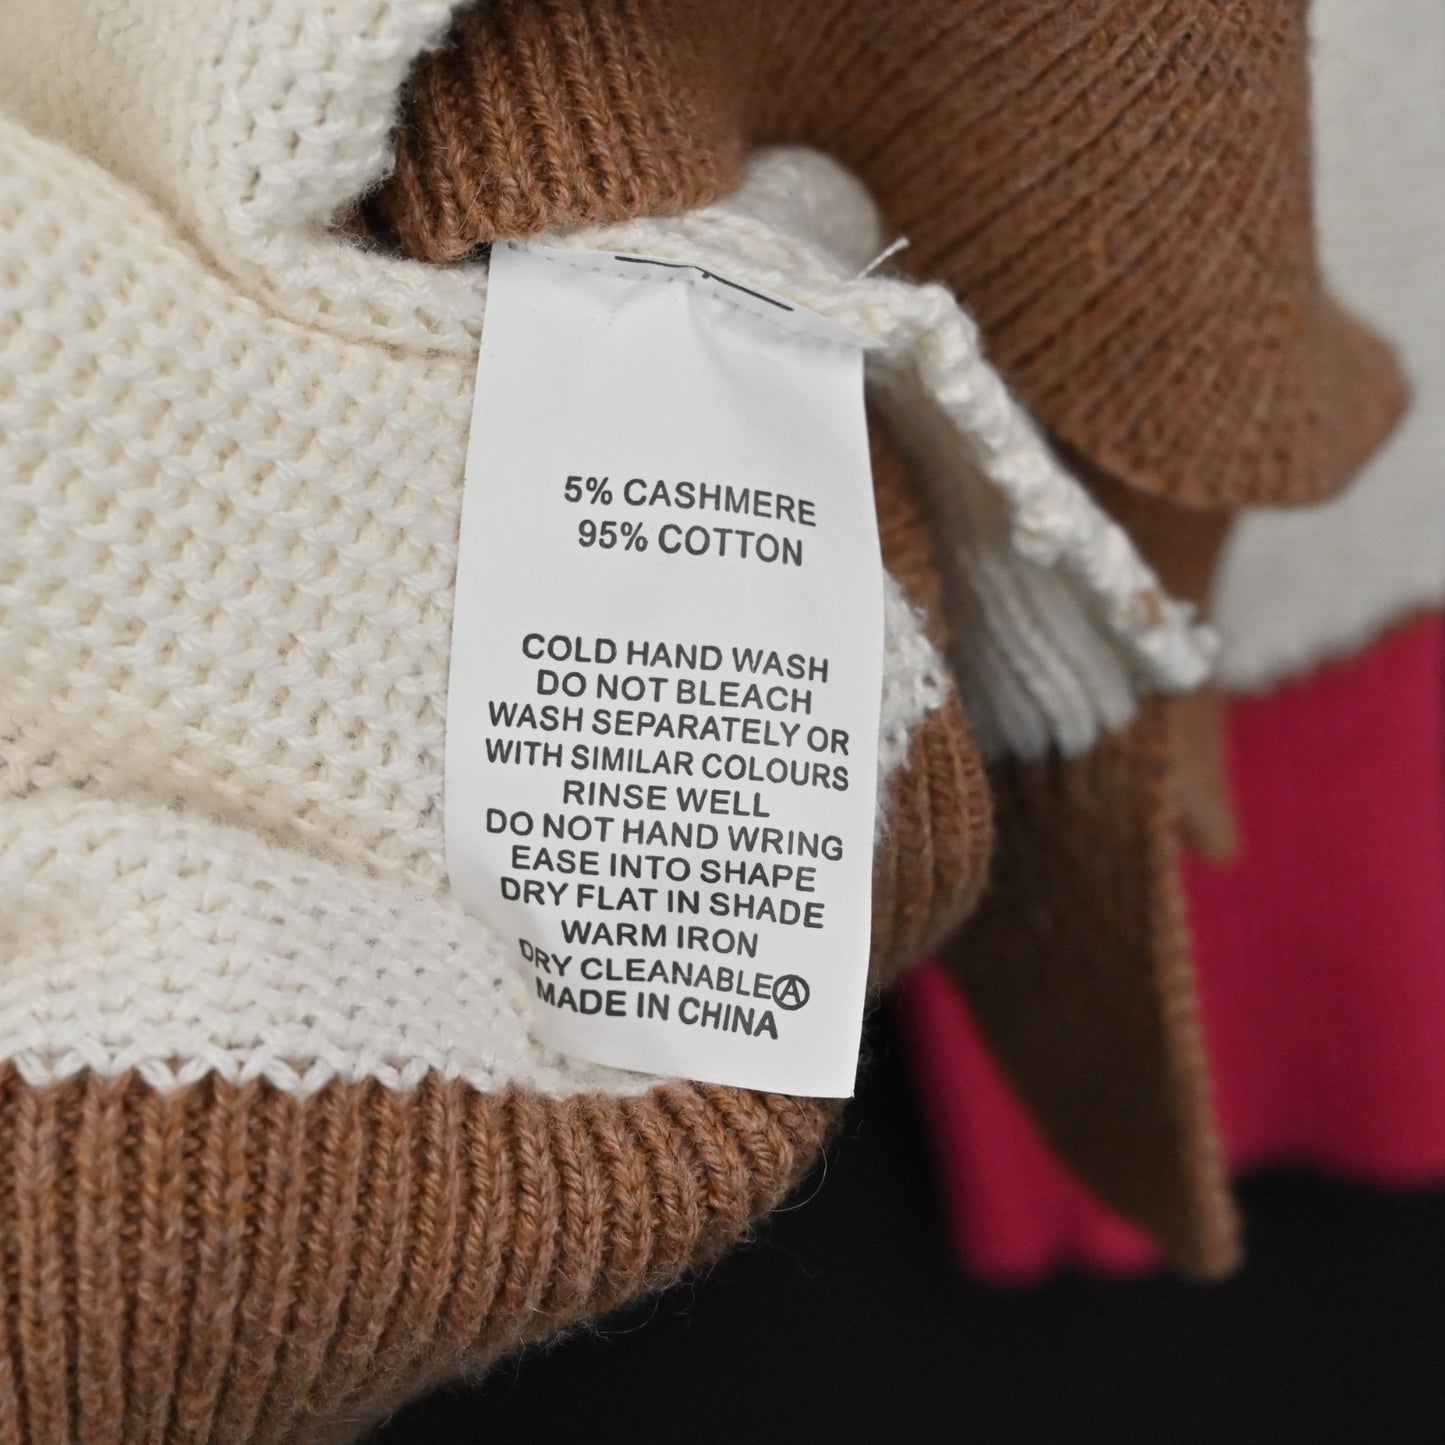 5% CASHMERE
95% COTTON
COLD HAND WASH
DO NOT BLEACH
WASH SEPARATELY OR
WITH SIMILAR COLOURS
RINSE WELL
DO NOT HAND WRING
EASE INTO SHAPE
DRY FLAT IN SHADE
WARM IRON
DRY CLEANABLE Ⓐ
MADE IN CHINA